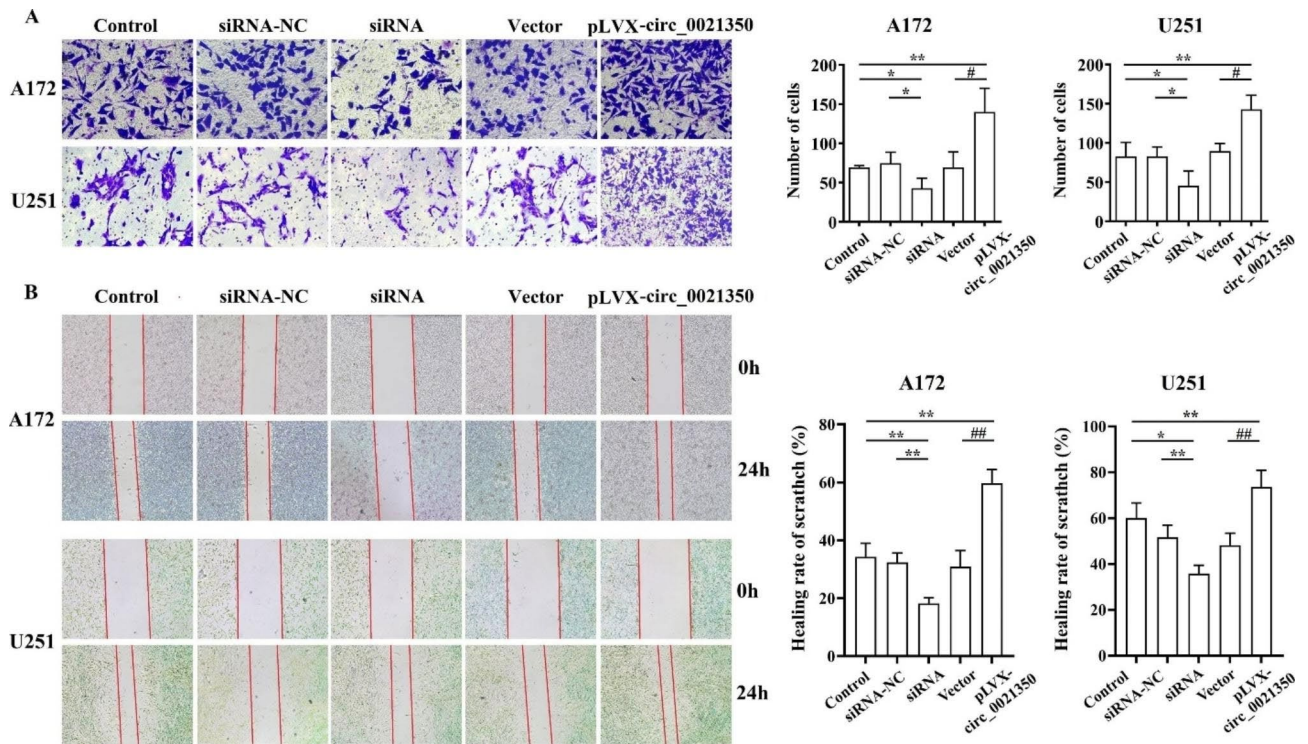 A
Control siRNA-NC siRNA Vector pLVX-circ_0021350
A172
U251
A172
Number of cells
200
150
100
50
0
** * * #
Control siRNA-NC siRNA Vector pLVX-
circ_0021350
U251
Number of cells
200
150
100
50
0
** * * #
Control siRNA-NC siRNA Vector pLVX-
circ_0021350
B
Control siRNA-NC siRNA Vector pLVX-circ_0021350
A172
0h
24h
U251
0h
24h
A172
Healing rate of scrathch (%)
80
60
40
20
0
** ** ** ##
Control siRNA-NC siRNA Vector pLVX-
circ_0021350
U251
Healing rate of scrathch (%)
100
80
60
40
20
0
** * ** ##
Control siRNA-NC siRNA Vector pLVX-
circ_0021350